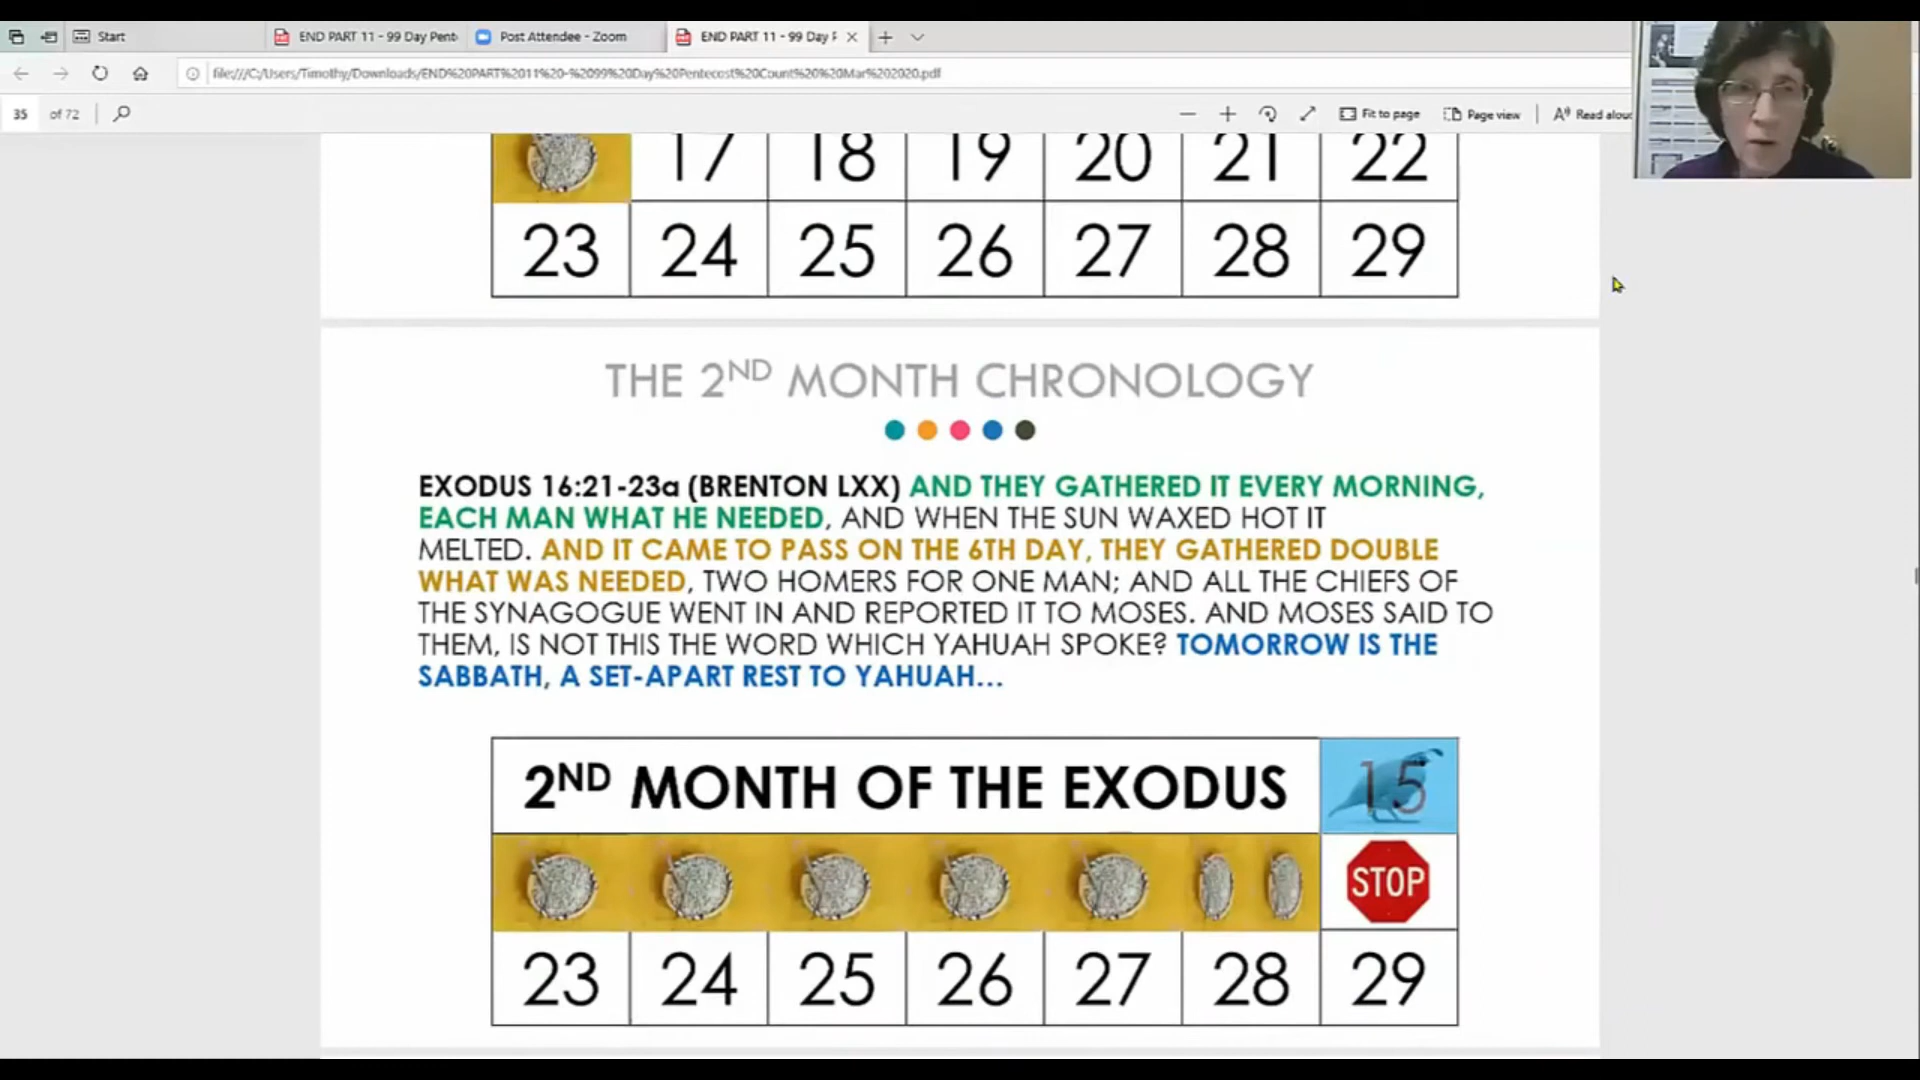 Start
END PART 11 - 99 Day Pent
Post Attendee - Zoom
END PART 11 - 99 Day P
file:///C:/Users/Timothy/Downloads/END%20PART%2011%20-%2099%20Day%20Pentecost%20Count%20%20Mar%202020.pdf
35 of 72
Fit to page
Page view
Read alou
17 18 19 20 21 22
23 24 25 26 27 28 29
THE 2ND MONTH CHRONOLOGY
EXODUS 16:21-23a (BRENTON LXX) AND THEY GATHERED IT EVERY MORNING,
EACH MAN WHAT HE NEEDED, AND WHEN THE SUN WAXED HOT IT
MELTED. AND IT CAME TO PASS ON THE 6TH DAY, THEY GATHERED DOUBLE
WHAT WAS NEEDED, TWO HOMERS FOR ONE MAN; AND ALL THE CHIEFS OF
THE SYNAGOGUE WENT IN AND REPORTED IT TO MOSES. AND MOSES SAID TO
THEM, IS NOT THIS THE WORD WHICH YAHUAH SPOKE? TOMORROW IS THE
SABBATH, A SET-APART REST TO YAHUAH...
2ND MONTH OF THE EXODUS 15
STOP
23 24 25 26 27 28 29